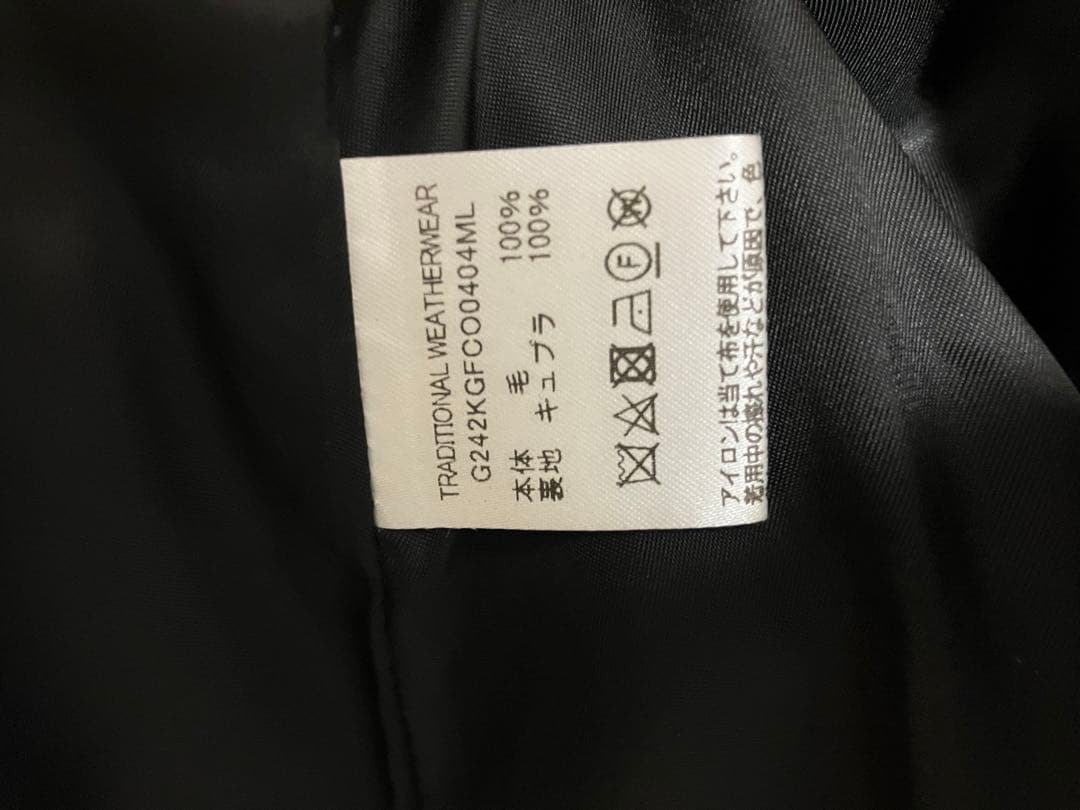 TRADITIONAL WEATHERWEAR
G242KGFCO0404ML
本体 毛 100%
裏地 キュプラ 100%
F W
アイロンは当て布を使用して下さい。
着用中の擦れや汗などが原因で、色